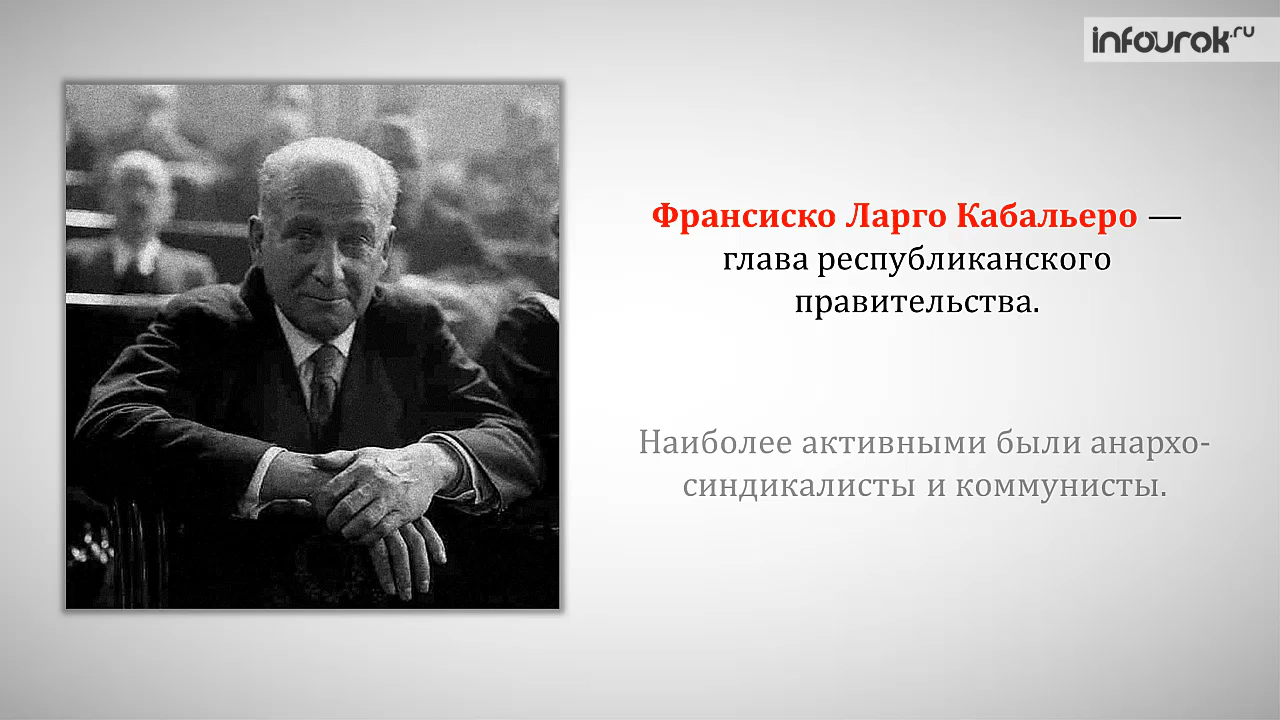 infourok.ru
Франсиско Ларго Кабальеро —
глава республиканского
правительства.
Наиболее активными были анархо-
синдикалисты и коммунисты.